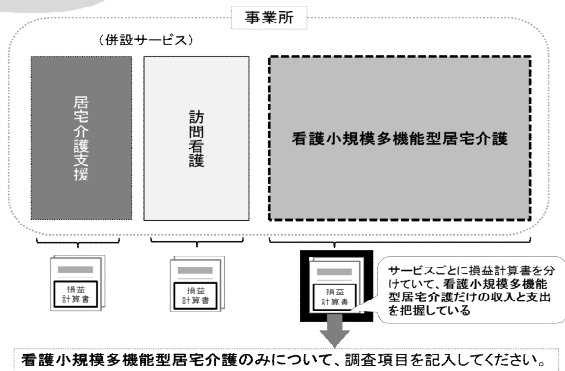 事業所
（併設サービス）
居宅介護支援
訪問看護
看護小規模多機能型居宅介護
損益
計算書
損益
計算書
損益
計算書
サービスごとに損益計算書を分
けていて、看護小規模多機能
型居宅介護だけの収入と支出
を把握している
看護小規模多機能型居宅介護のみについて、調査項目を記入してください。